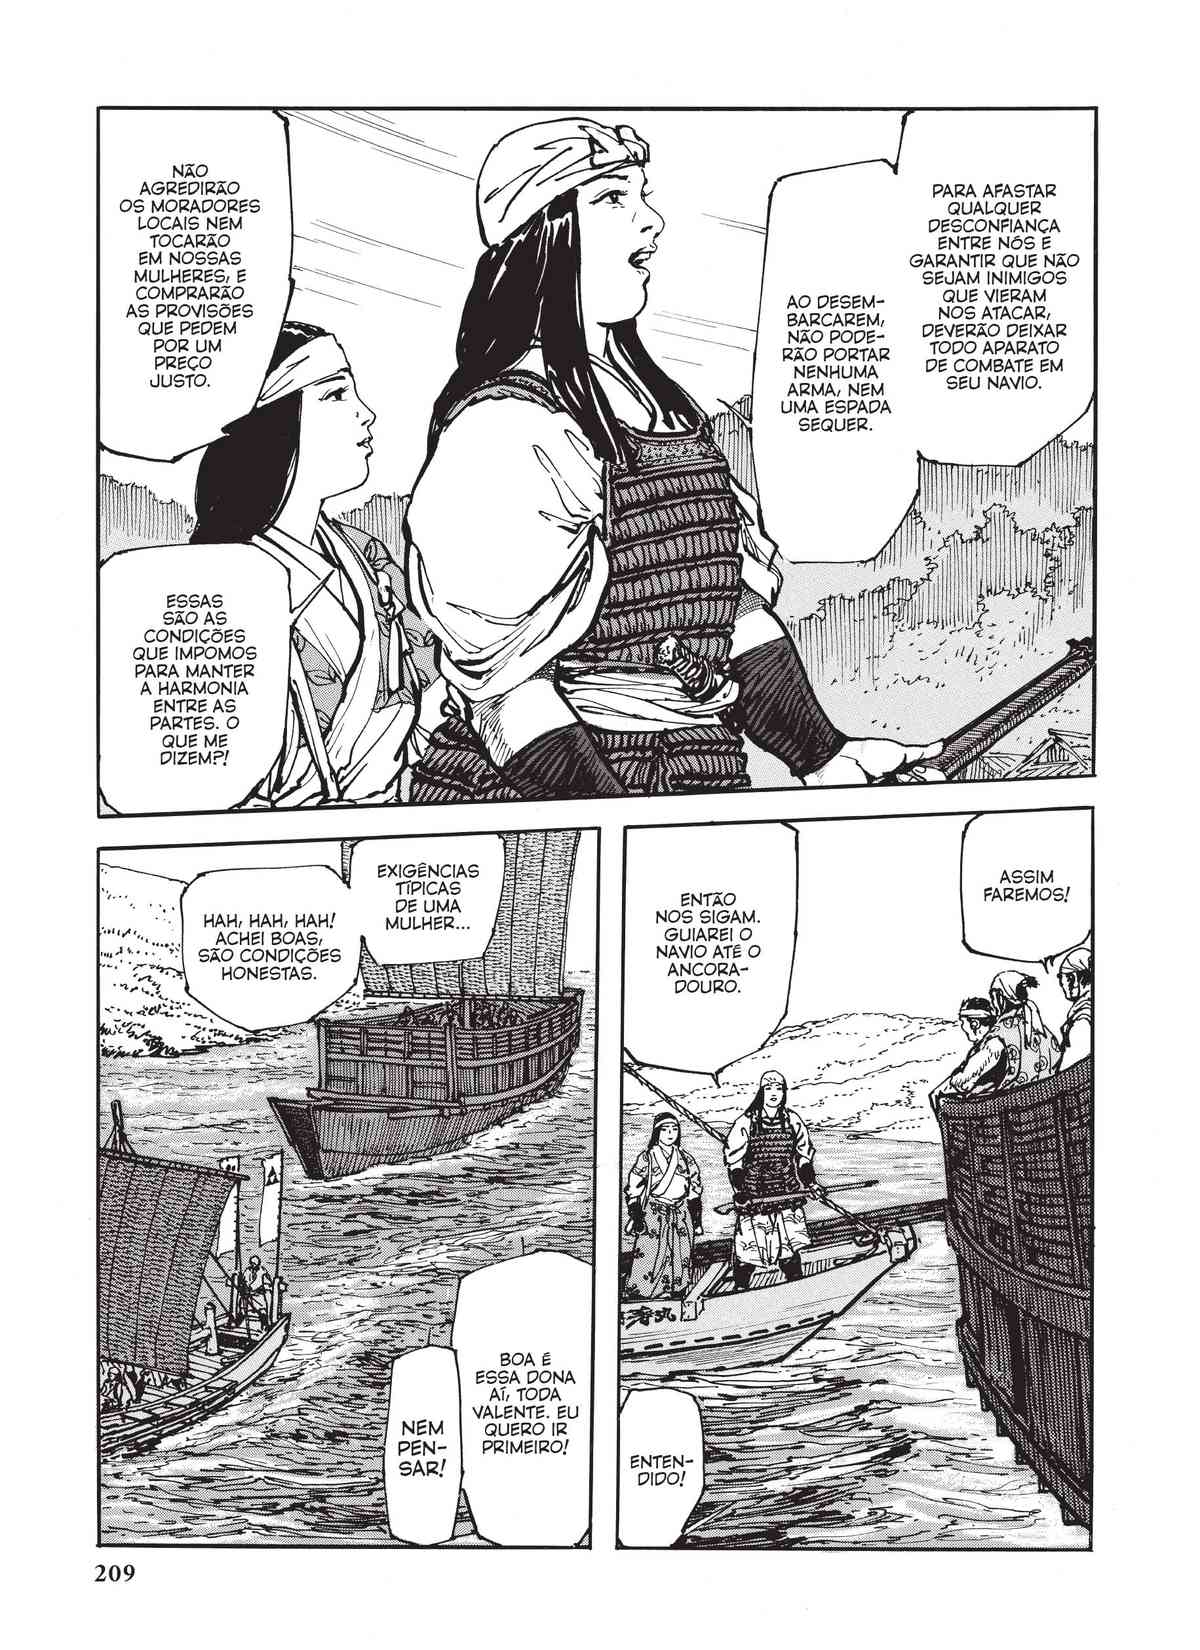 PARA AFASTAR
QUALQUER
DESCONFIANÇA
ENTRE NÓS E
GARANTIR QUE NÃO
SEJAM INIMIGOS
QUE VIERAM
NOS ATACAR,
DEVERÃO DEIXAR
TODO APARATO
DE COMBATE EM
SEU NAVIO.
AO DESEM-
BARCAREM,
NÃO PODE-
RÃO PORTAR
NENHUMA
ARMA, NEM
UMA ESPADA
SEQUER.
NÃO
AGREDIRÃO
OS MORADORES
LOCAIS NEM
TOCARÃO
EM NOSSAS
MULHERES, E
COMPRARÃO
AS PROVISÕES
QUE PEDEM
POR UM
PREÇO
JUSTO.
ESSAS
SÃO AS
CONDIÇÕES
QUE IMPOMOS
PARA MANTER
A HARMONIA
ENTRE AS
PARTES. O
QUE ME
DIZEM?!
ASSIM
FAREMOS!
ENTÃO
NOS SIGAM.
GUIAREI O
NAVIO ATÉ O
ANCORA-
DOURO.
ENTEN-
DIDO!
EXIGÊNCIAS
TÍPICAS
DE UMA
MULHER...
HAH, HAH, HAH!
ACHEI BOAS,
SÃO CONDIÇÕES
HONESTAS.
BOA É
ESSA DONA
AÍ, TODA
VALENTE. EU
QUERO IR
PRIMEIRO!
NEM
PEN-
SAR!
209